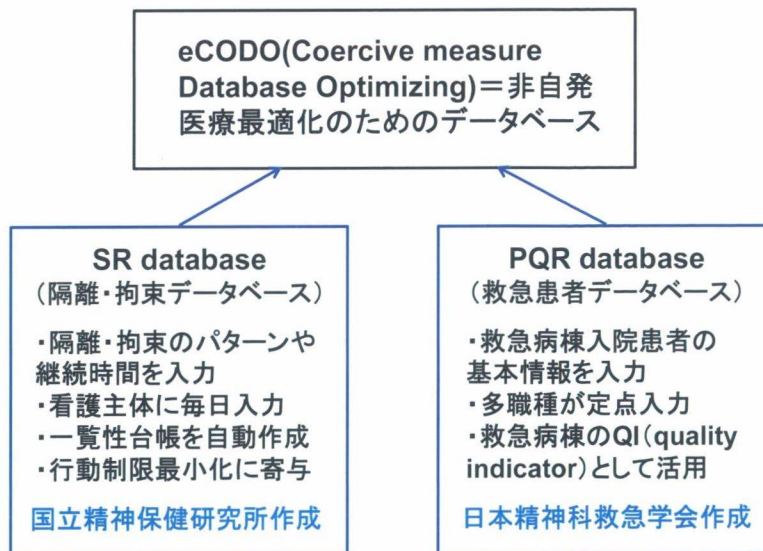 eCODO(Coercive measure
Database Optimizing)＝非自発
医療最適化のためのデータベース
SR database
（隔離・拘束データベース）
・隔離・拘束のパターンや
継続時間を入力
・看護主体に毎日入力
・一覧性台帳を自動作成
・行動制限最小化に寄与
国立精神保健研究所作成
PQR database
（救急患者データベース）
・救急病棟入院患者の
基本情報を入力
・多職種が定点入力
・救急病棟のQI（quality
indicator）として活用
日本精神科救急学会作成